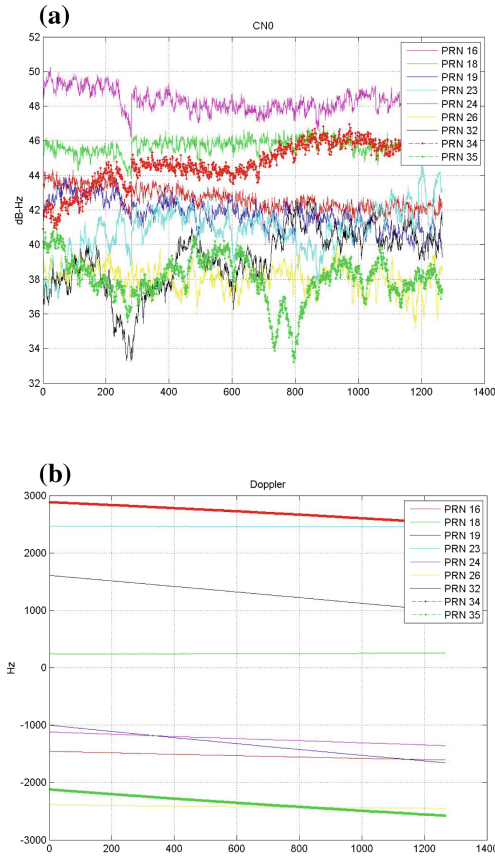 (a)
CN0
52
50
48
46
44
42
40
38
36
34
32
dB-Hz
0
200
400
600
800
1000
1200
1400
PRN 16
PRN 18
PRN 19
PRN 23
PRN 24
PRN 26
PRN 32
PRN 34
PRN 35
(b)
Doppler
3000
2000
1000
0
-1000
-2000
-3000
Hz
0
200
400
600
800
1000
1200
1400
PRN 16
PRN 18
PRN 19
PRN 23
PRN 24
PRN 26
PRN 32
PRN 34
PRN 35